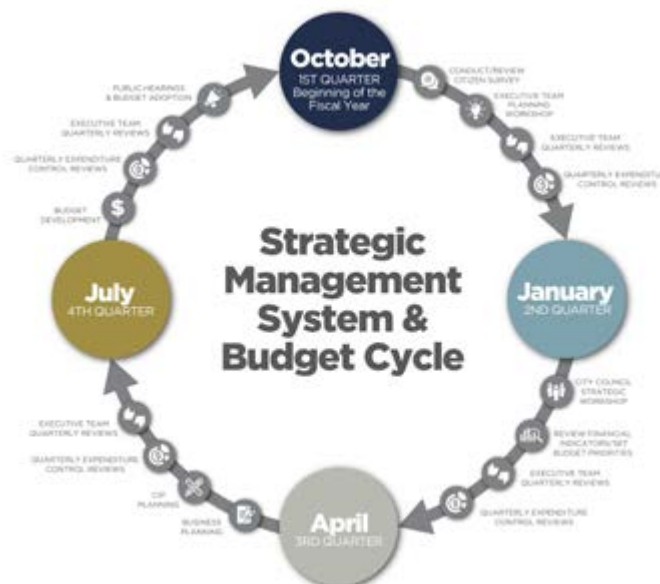 October
1ST QUARTER
Beginning of the
Fiscal Year
CONDUCT/REVIEW
CITIZEN SURVEY
EXECUTIVE TEAM
PLANNING
WORKSHOP
EXECUTIVE TEAM
QUARTERLY REVIEWS
QUARTERLY EXPENDITU
CONTROL REVIEWS
January
2ND QUARTER
CITY COUNCIL
STRATEGIC
WORKSHOP
REVIEW FINANCIAL
INDICATORS/SET
BUDGET PRIORITIES
EXECUTIVE TEAM
QUARTERLY REVIEWS
QUARTERLY EXPENDITURE
CONTROL REVIEWS
April
3RD QUARTER
BUSINESS
PLANNING
CIP
PLANNING
QUARTERLY EXPENDITURE
CONTROL REVIEWS
EXECUTIVE TEAM
QUARTERLY REVIEWS
July
4TH QUARTER
BUDGET
DEVELOPMENT
$
QUARTERLY EXPENDITURE
CONTROL REVIEWS
EXECUTIVE TEAM
QUARTERLY REVIEWS
PUBLIC HEARINGS
& BUDGET ADOPTION
Strategic
Management
System &
Budget Cycle